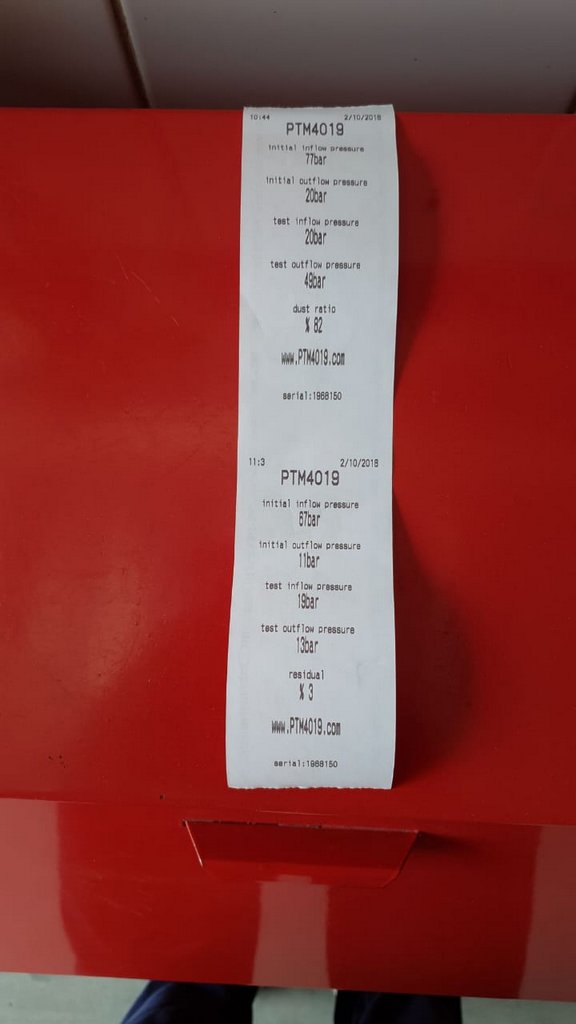 10:44 2/10/2018
PTM4019
initial inflow pressure
77bar
initial outflow pressure
20bar
test inflow pressure
20bar
test outflow pressure
49bar
dust ratio
% 82
www.PTM4019.com
serial:1968150
11:3 2/10/2018
PTM4019
initial inflow pressure
67bar
initial outflow pressure
11bar
test inflow pressure
19bar
test outflow pressure
13bar
residual
% 3
www.PTM4019.com
serial:1968150